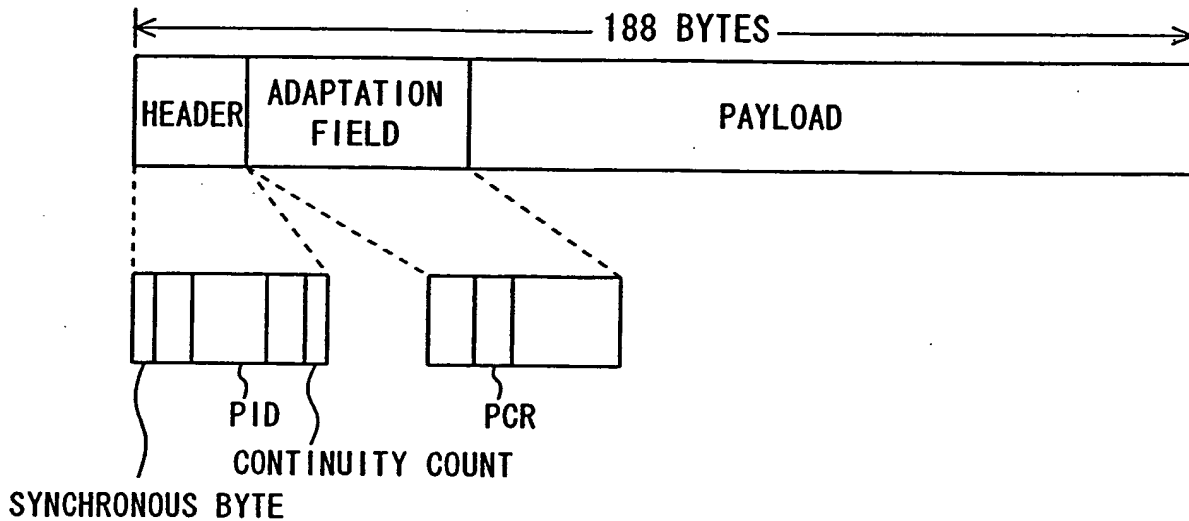 188 BYTES
HEADER
ADAPTATION
FIELD
PAYLOAD
PID
PCR
CONTINUITY COUNT
SYNCHRONOUS BYTE